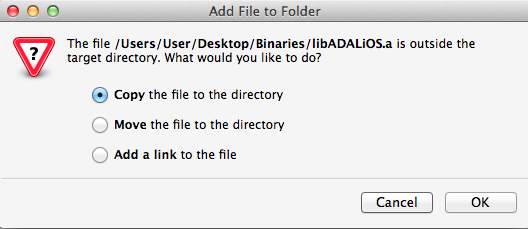 Add File to Folder
?
The file /Users/User/Desktop/Binaries/libADALiOS.a is outside the
target directory. What would you like to do?
Copy the file to the directory
Move the file to the directory
Add a link to the file
Cancel OK